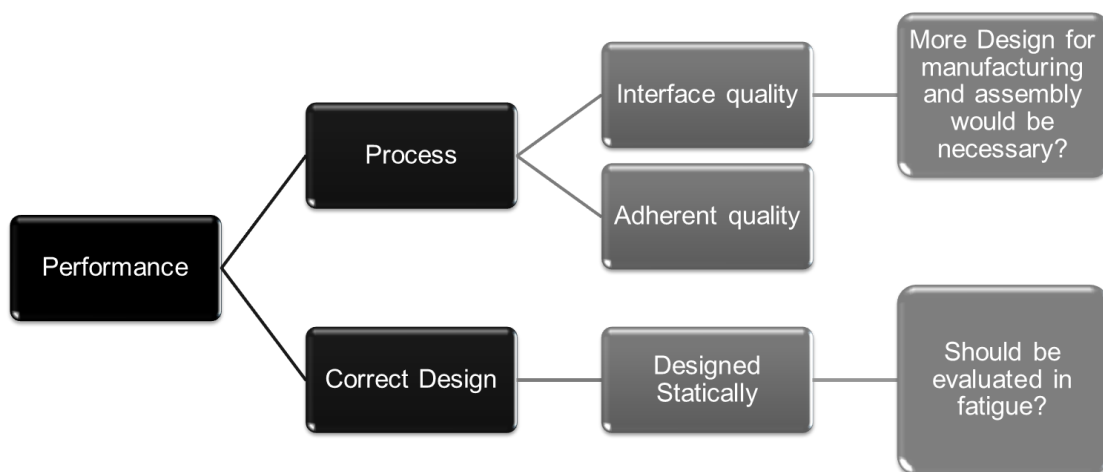 Performance
Process
Correct Design
Interface quality
Adherent quality
Designed
Statically
More Design for
manufacturing
and assembly
would be
necessary?
Should be
evaluated in
fatigue?